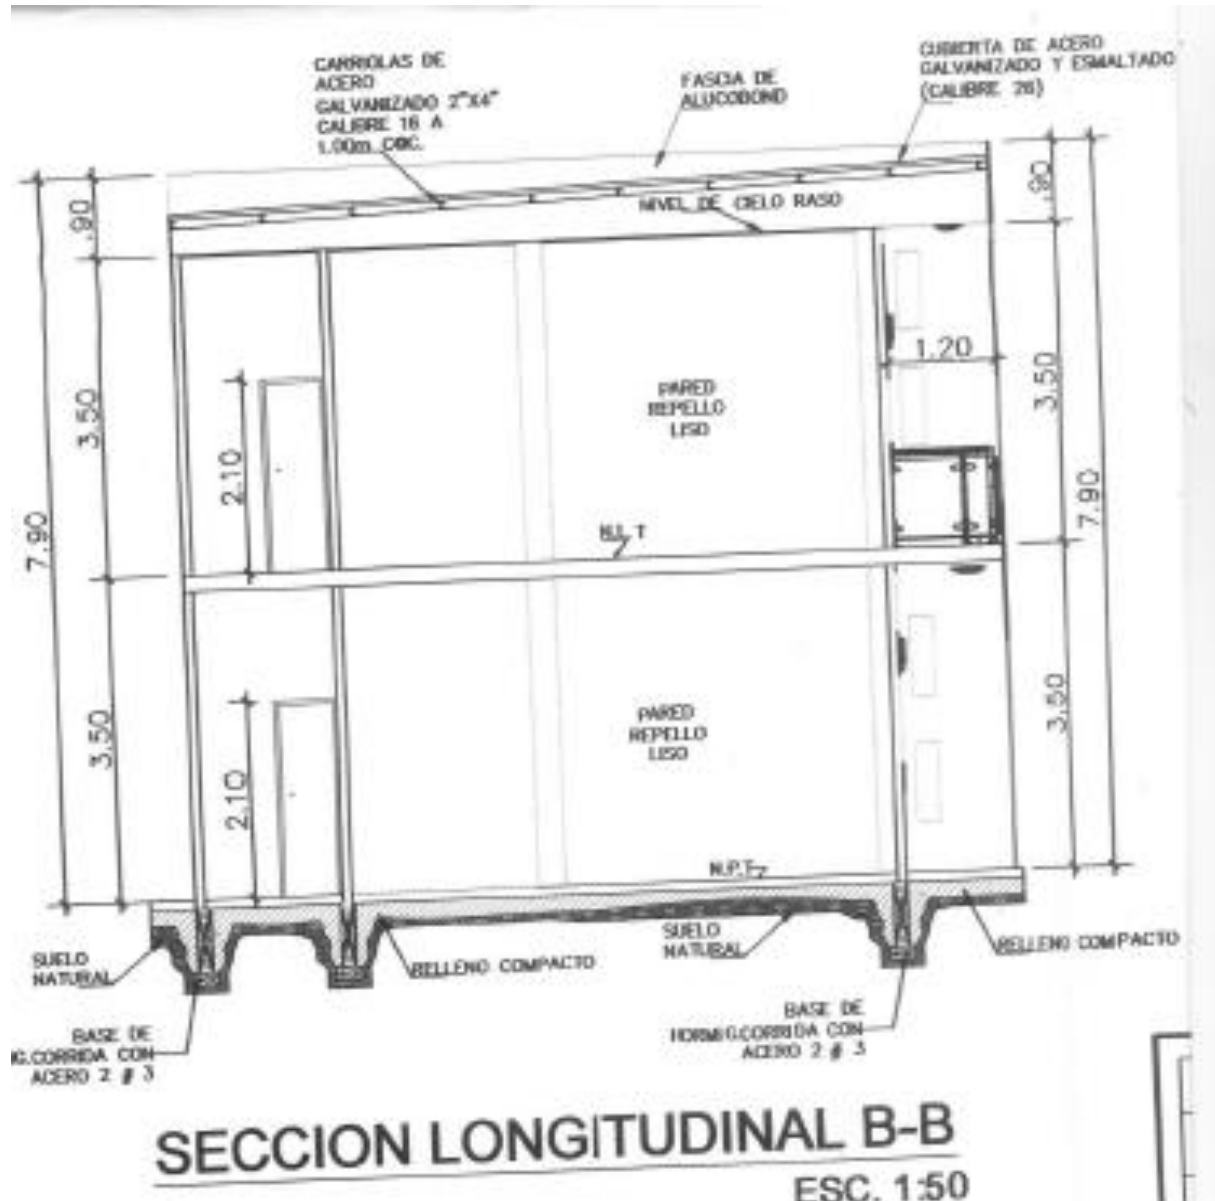 CARRIOLAS DE
ACERO
GALVANIZADO 2"X4"
CALIBRE 16 A
1.00m COC.
FASCIA DE
ALUCOBOND
CUBIERTA DE ACERO
GALVANIZADO Y ESMALTADO
(CALIBRE 26)
NIVEL DE CIELO RASO
.90
.90
3.50
7.90
2.10
PARED
REPELLO
LISO
1.20
3.50
7.90
N.P.T
3.50
2.10
PARED
REPELLO
LISO
3.50
N.P.T
SUELO
NATURAL
RELLENO COMPACTO
SUELO
NATURAL
RELLENO COMPACTO
BASE DE
G.CORRIDA CON
ACERO 2 # 3
BASE DE
HORMIG.CORRIDA CON
ACERO 2 # 3
SECCION LONGITUDINAL B-B
ESC. 1:50